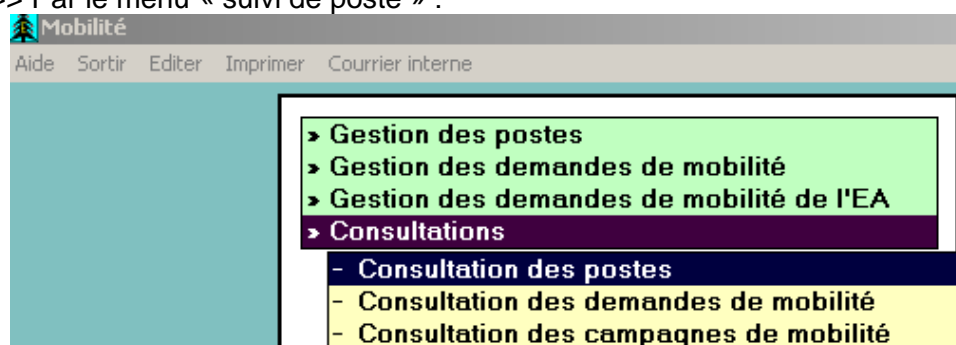 >> Par le menu « suivi de poste » :
Mobilité
Aide Sortir Editer Imprimer Courrier interne
» Gestion des postes
» Gestion des demandes de mobilité
» Gestion des demandes de mobilité de l'EA
» Consultations
- Consultation des postes
- Consultation des demandes de mobilité
- Consultation des campagnes de mobilité